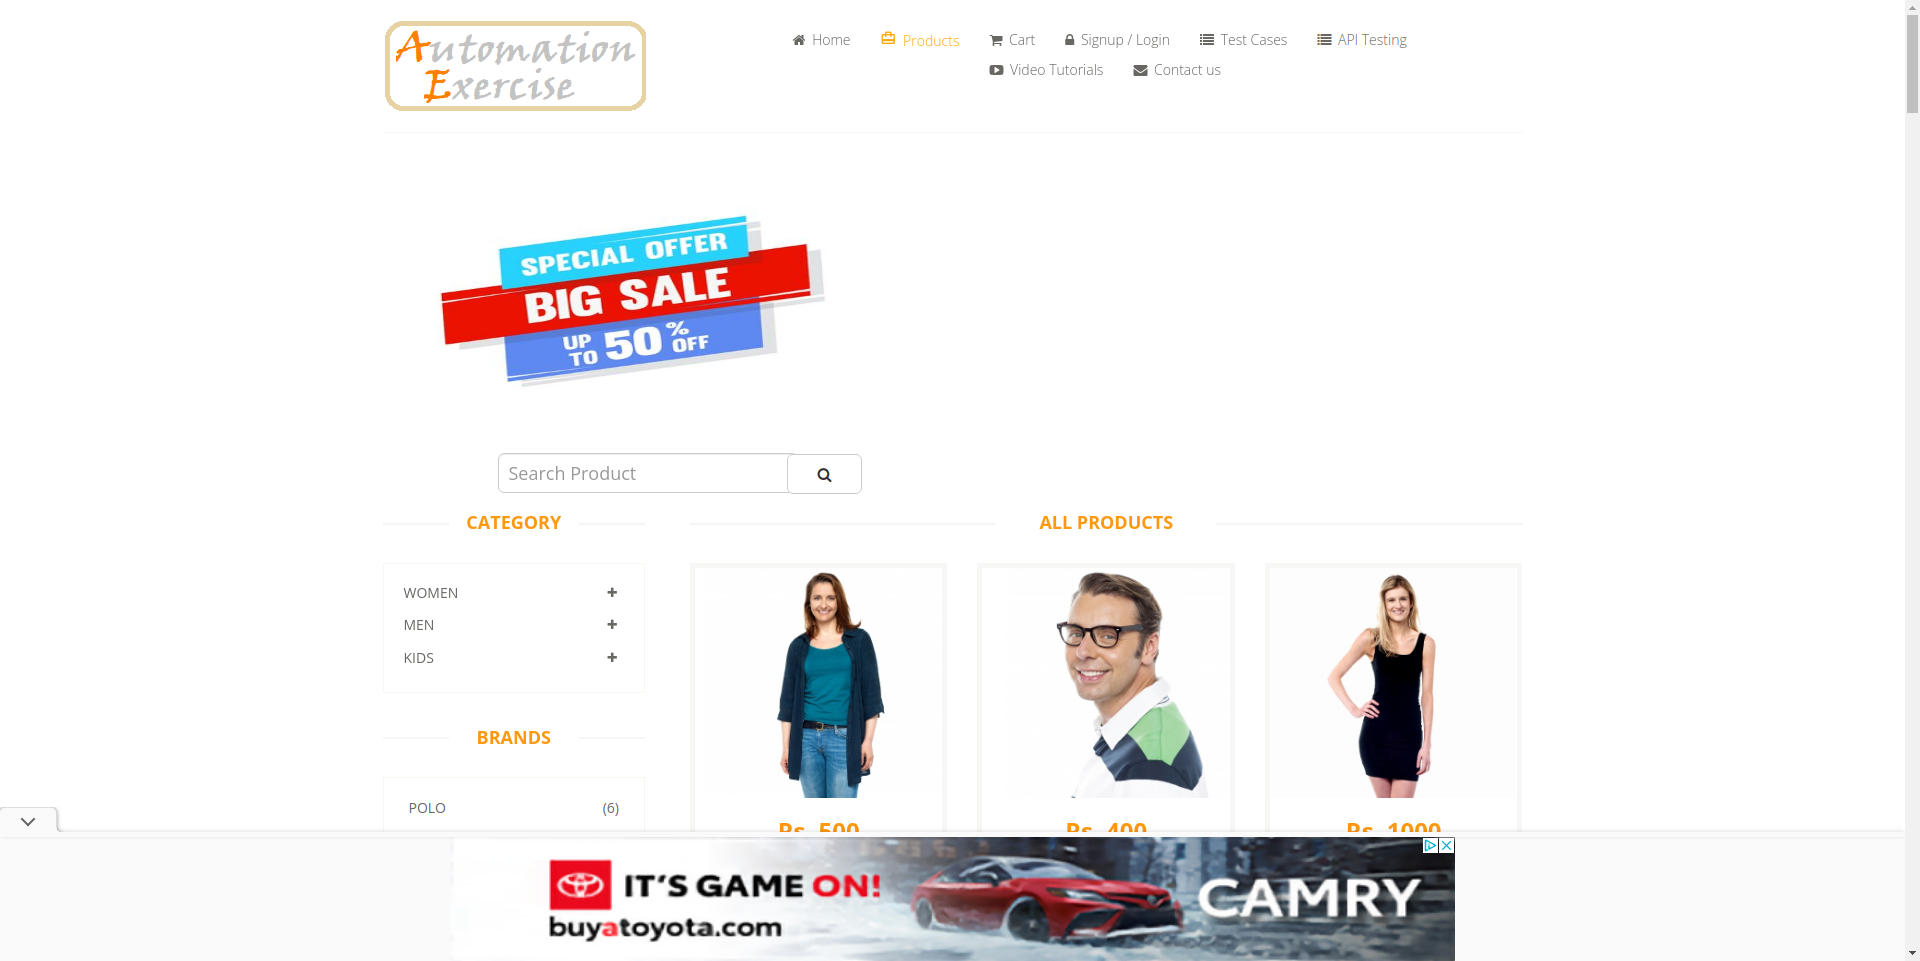 Automation
Exercise
Home
Products
Cart
Signup / Login
Test Cases
API Testing
Video Tutorials
Contact us
SPECIAL OFFER
BIG SALE
UP TO 50% OFF
Search Product
CATEGORY
ALL PRODUCTS
WOMEN
MEN
KIDS
BRANDS
POLO (6)
Rs. 500
Rs. 400
Rs. 1000
IT'S GAME ON!
buyatoyota.com
CAMRY